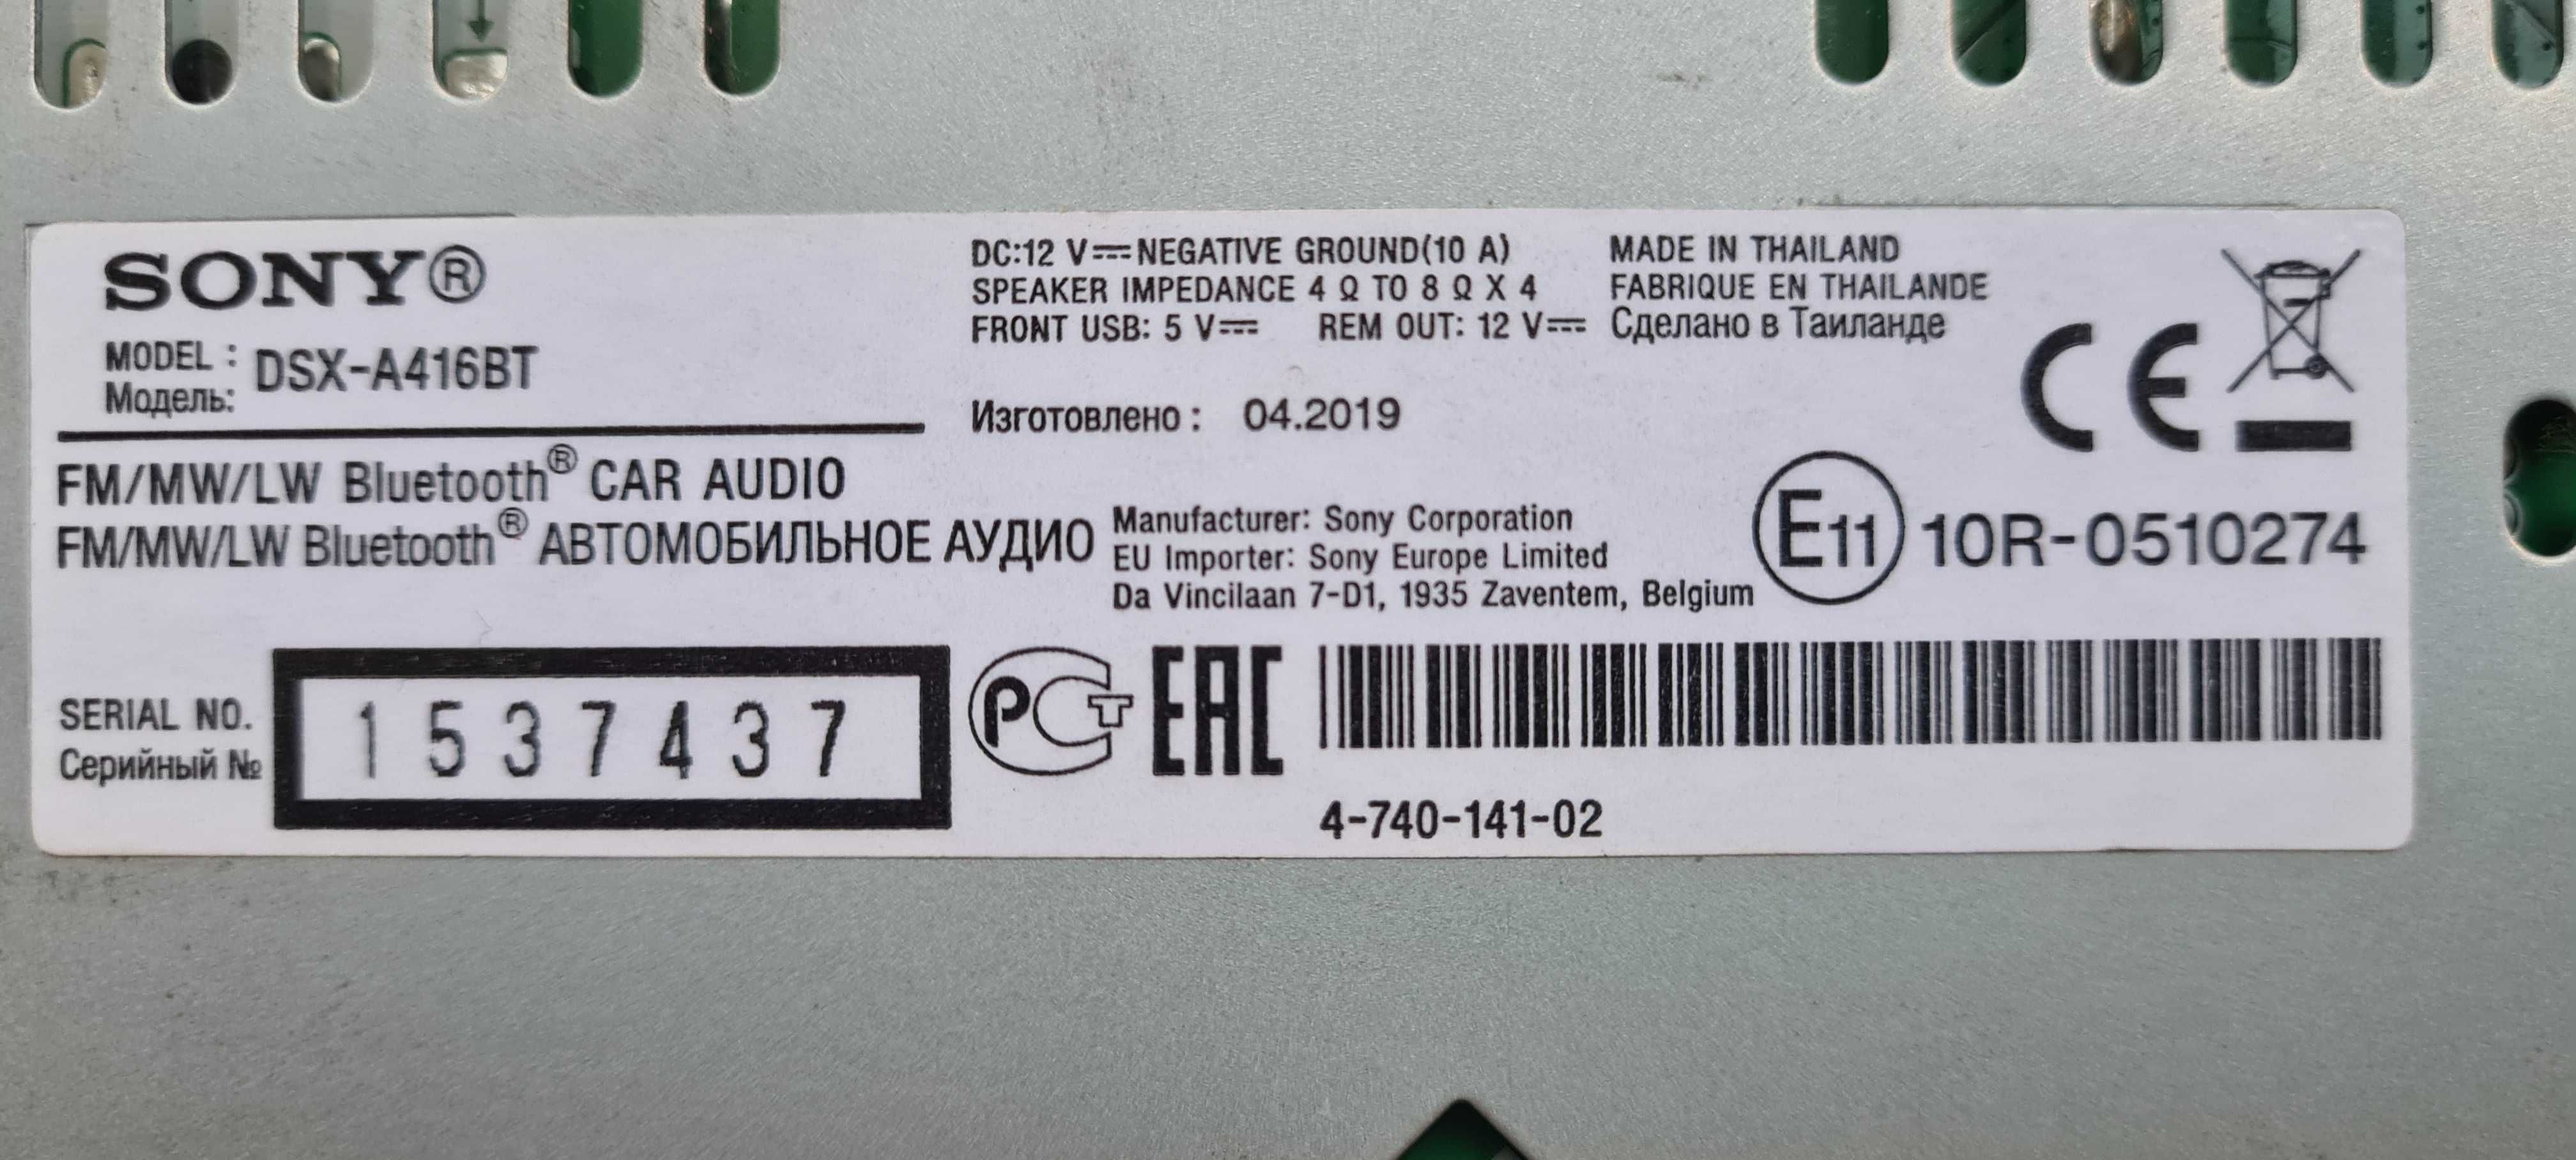 SONY®
MODEL : DSX-A416BT
Модель:
FM/MW/LW Bluetooth® CAR AUDIO
FM/MW/LW Bluetooth® АВТОМОБИЛЬНОЕ АУДИО
DC:12 V⎓NEGATIVE GROUND(10 A)
SPEAKER IMPEDANCE 4 Ω TO 8 Ω X 4
FRONT USB: 5 V⎓ REM OUT: 12 V⎓
MADE IN THAILAND
FABRIQUE EN THAILANDE
Сделано в Таиланде
Изготовлено : 04.2019
CE
Manufacturer: Sony Corporation
EU Importer: Sony Europe Limited
Da Vincilaan 7-D1, 1935 Zaventem, Belgium
E11 10R-0510274
SERIAL NO.
Серийный №
1537437
РСТ EAC
4-740-141-02